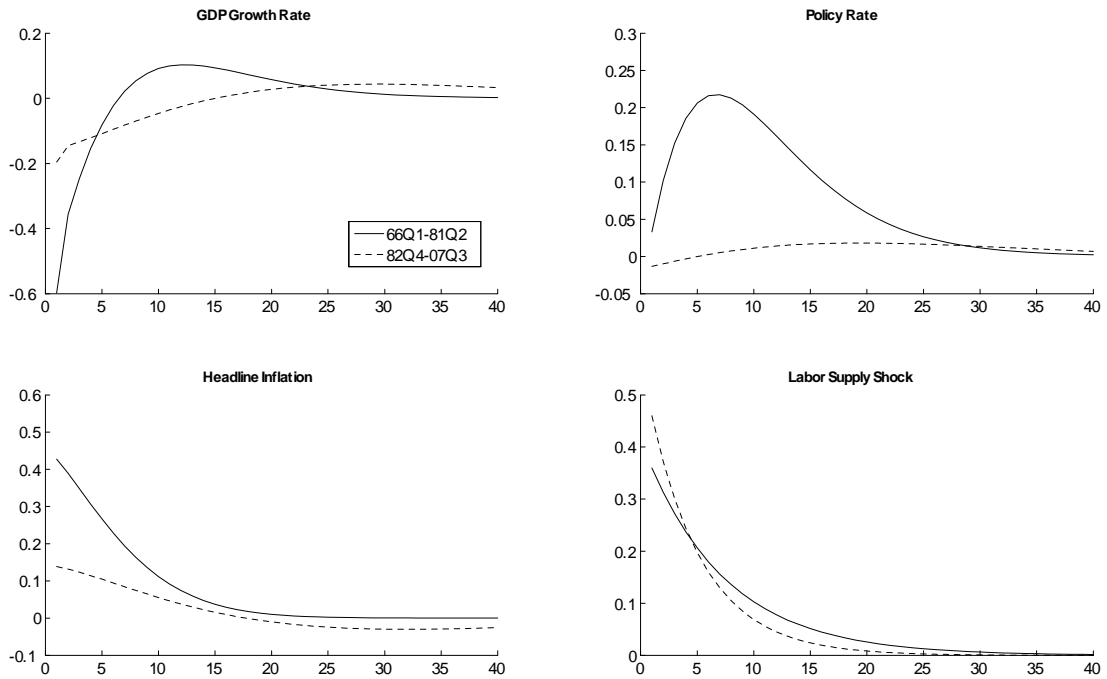 GDP Growth Rate
0.2
0
-0.2
-0.4
-0.6
0 5 10 15 20 25 30 35 40
66Q1-81Q2
82Q4-07Q3
Policy Rate
0.3
0.25
0.2
0.15
0.1
0.05
0
-0.05
0 5 10 15 20 25 30 35 40
Headline Inflation
0.6
0.5
0.4
0.3
0.2
0.1
0
-0.1
0 5 10 15 20 25 30 35 40
Labor Supply Shock
0.5
0.4
0.3
0.2
0.1
0
0 5 10 15 20 25 30 35 40